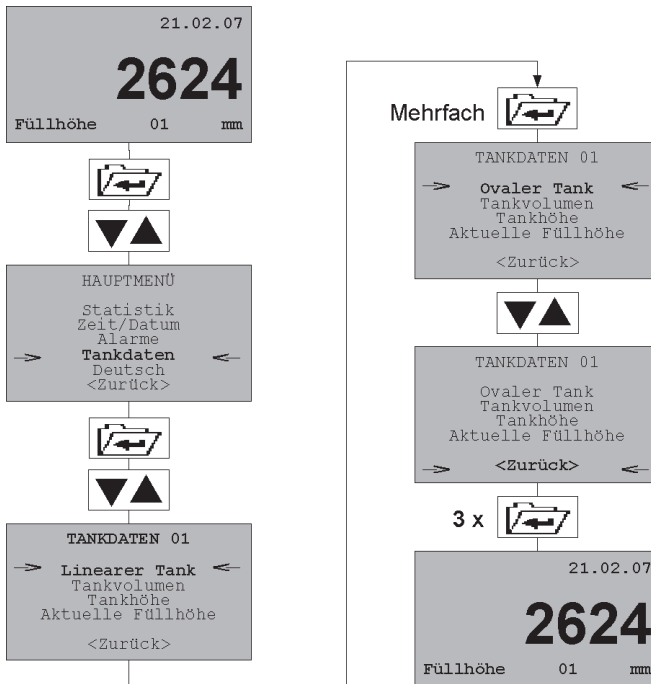 21.02.07
2624
Füllhöhe 01 mm
HAUPTMENÜ
Statistik
Zeit/Datum
Alarme
Tankdaten
Deutsch
<Zurück>
TANKDATEN 01
Linearer Tank
Tankvolumen
Tankhöhe
Aktuelle Füllhöhe
<Zurück>
Mehrfach
TANKDATEN 01
Ovaler Tank
Tankvolumen
Tankhöhe
Aktuelle Füllhöhe
<Zurück>
TANKDATEN 01
Ovaler Tank
Tankvolumen
Tankhöhe
Aktuelle Füllhöhe
<Zurück>
3 x
21.02.07
2624
Füllhöhe 01 mm